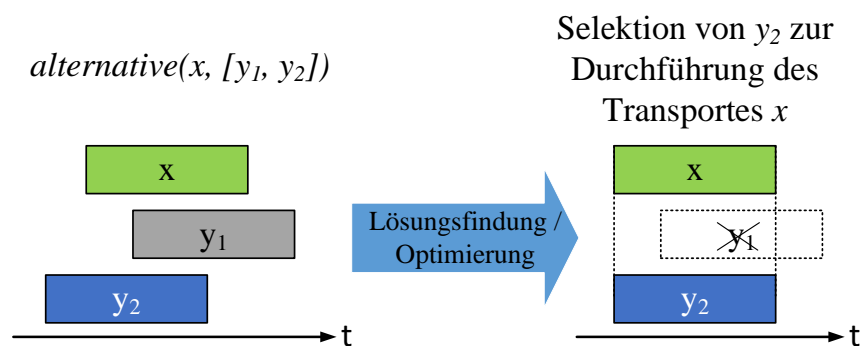 alternative(x, [y₁, y₂])
x
y₁
y₂
t
Lösungsfindung /
Optimierung
Selektion von y₂ zur
Durchführung des
Transportes x
x
y₁
y₂
t